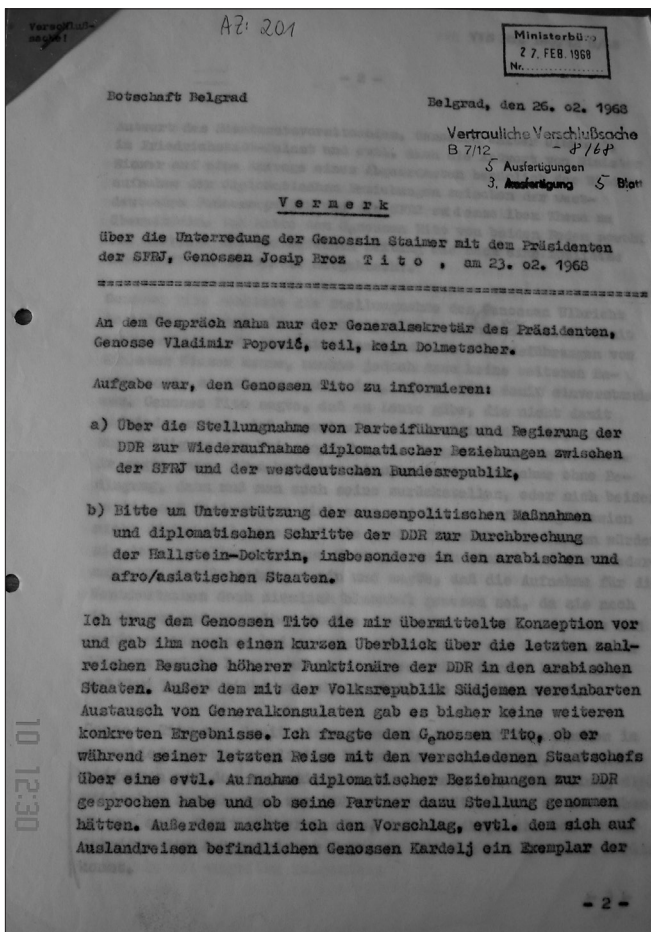 Verschluß-
sache!
AZ: 201
Ministerbüro
27. FEB. 1968
Nr.
Botschaft Belgrad
Belgrad, den 26. 02. 1968
Vertrauliche Verschlußsache
B 7/12 - 8/68
5 Ausfertigungen
3. Ausfertigung 5 Blatt
- 2 -
V e r m e r k
über die Unterredung der Genossin Staimer mit dem Präsidenten
der SFRJ, Genossen Josip Broz T i t o , am 23. 02. 1968
An dem Gespräch nahm nur der Generalsekretär des Präsidenten,
Genosse Vladimir Popović, teil, kein Dolmetscher.
Aufgabe war, den Genossen Tito zu informieren:
a) Über die Stellungnahme von Parteiführung und Regierung der
DDR zur Wiederaufnahme diplomatischer Beziehungen zwischen
der SFRJ und der westdeutschen Bundesrepublik,
b) Bitte um Unterstützung der aussenpolitischen Maßnahmen
und diplomatischen Schritte der DDR zur Durchbrechung
der Hallstein-Doktrin, insbesondere in den arabischen und
afro/asiatischen Staaten.
Ich trug dem Genossen Tito die mir übermittelte Konzeption vor
und gab ihm noch einen kurzen Überblick über die letzten zahl-
reichen Besuche höherer Funktionäre der DDR in den arabischen
Staaten. Außer dem mit der Volksrepublik Südjemen vereinbarten
Austausch von Generalkonsulaten gab es bisher keine weiteren
konkreten Ergebnisse. Ich fragte den Genossen Tito, ob er
während seiner letzten Reise mit den verschiedenen Staatschefs
über eine evtl. Aufnahme diplomatischer Beziehungen zur DDR
gesprochen habe und ob seine Partner dazu Stellung genommen
hätten. Außerdem machte ich den Vorschlag, evtl. dem sich auf
Auslandreisen befindlichen Genossen Kardelj ein Exemplar der
- 2 -
10 12:30